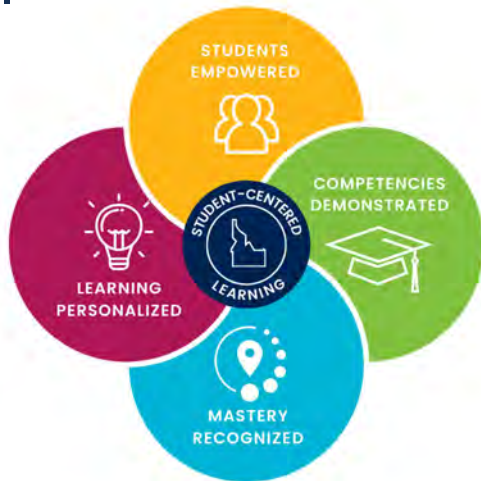 STUDENTS
EMPOWERED
COMPETENCIES
DEMONSTRATED
STUDENT-CENTERED
LEARNING
LEARNING
PERSONALIZED
MASTERY
RECOGNIZED